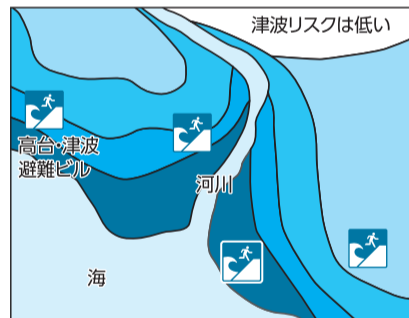 津波リスクは低い
高台・津波
避難ビル
河川
海